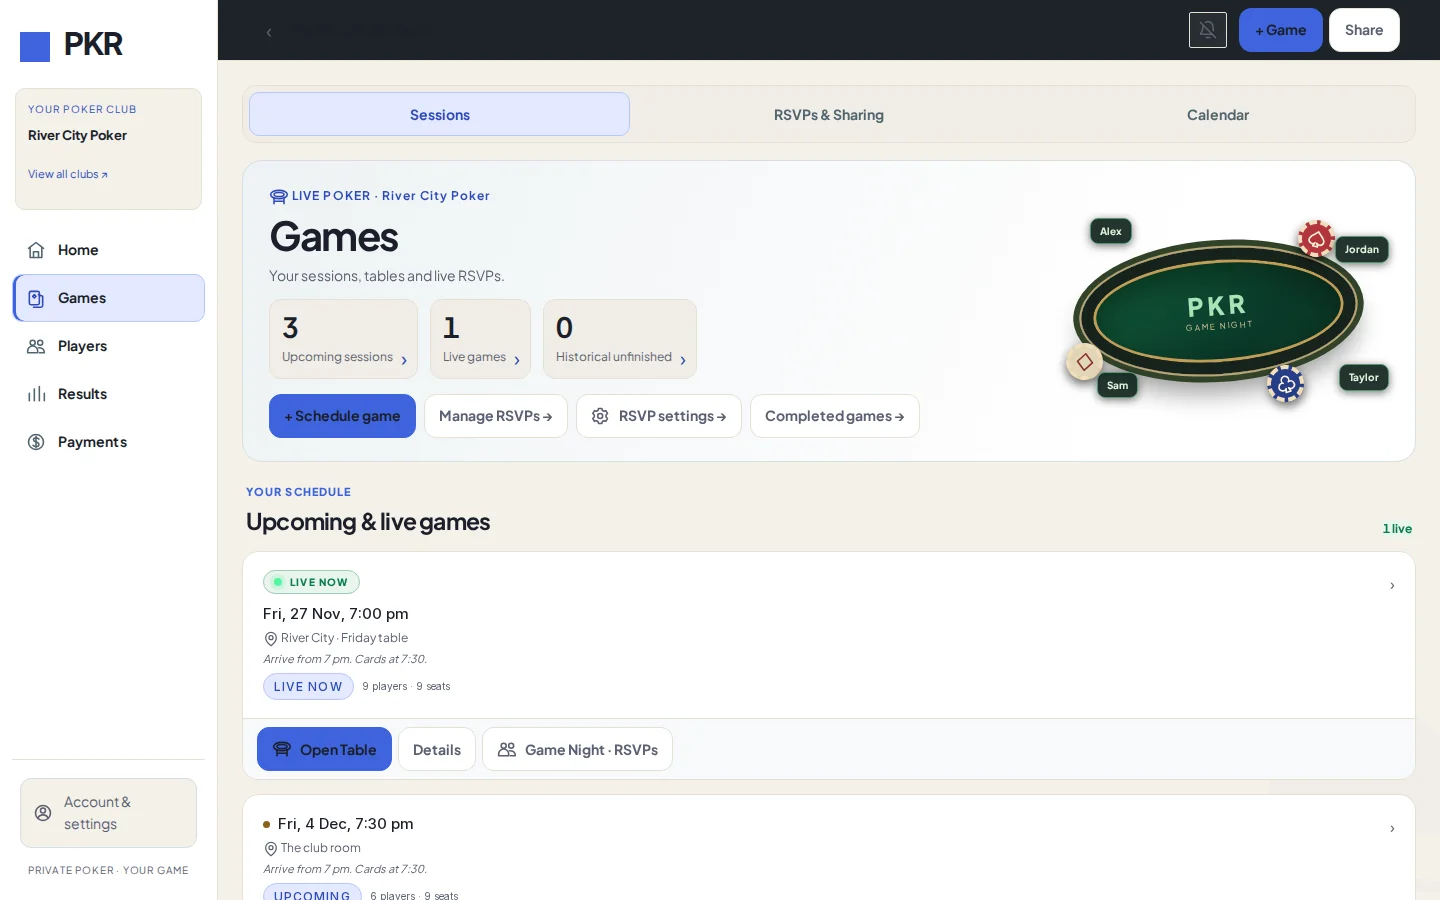 PKR
YOUR POKER CLUB
River City Poker
View all clubs ↗
Home
Games
Players
Results
Payments
Account & settings
PRIVATE POKER · YOUR GAME
‹
+ Game
Share
Sessions
RSVPs & Sharing
Calendar
LIVE POKER · River City Poker
Games
Your sessions, tables and live RSVPs.
3
Upcoming sessions ›
1
Live games ›
0
Historical unfinished ›
+ Schedule game
Manage RSVPs →
RSVP settings →
Completed games →
Alex
Jordan
PKR
GAME NIGHT
Sam
Taylor
YOUR SCHEDULE
Upcoming & live games
1 live
LIVE NOW
›
Fri, 27 Nov, 7:00 pm
River City · Friday table
Arrive from 7 pm. Cards at 7:30.
LIVE NOW
9 players · 9 seats
Open Table
Details
Game Night · RSVPs
Fri, 4 Dec, 7:30 pm
›
The club room
Arrive from 7 pm. Cards at 7:30.
UPCOMING
6 players · 9 seats